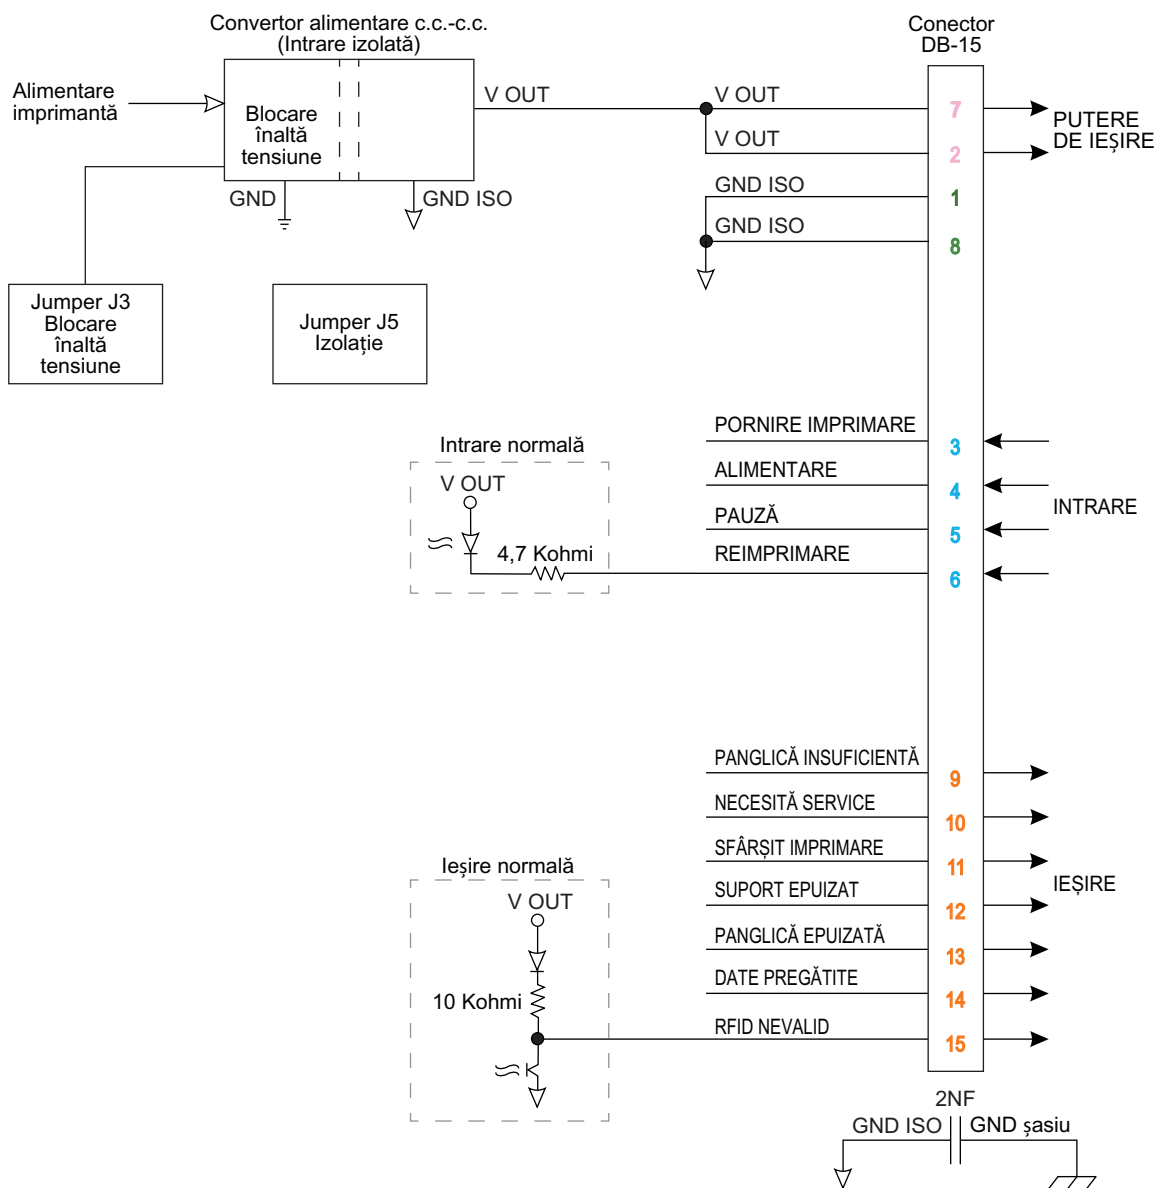 Convertor alimentare c.c.-c.c.
(Intrare izolată)
Conector
DB-15
Alimentare
imprimantă
Blocare
înaltă
tensiune
V OUT
V OUT
7
PUTERE
DE IEȘIRE
V OUT
2
GND
GND ISO
GND ISO
1
GND ISO
8
Jumper J3
Blocare
înaltă
tensiune
Jumper J5
Izolație
PORNIRE IMPRIMARE
3
Intrare normală
ALIMENTARE
4
V OUT
INTRARE
PAUZĂ
5
4,7 Kohmi
REIMPRIMARE
6
PANGLICĂ INSUFICIENTĂ
9
NECESITĂ SERVICE
10
SFÂRȘIT IMPRIMARE
11
Ieșire normală
IEȘIRE
SUPORT EPUIZAT
12
V OUT
PANGLICĂ EPUIZATĂ
13
DATE PREGĂTITE
14
10 Kohmi
RFID NEVALID
15
2NF
GND ISO
GND șasiu